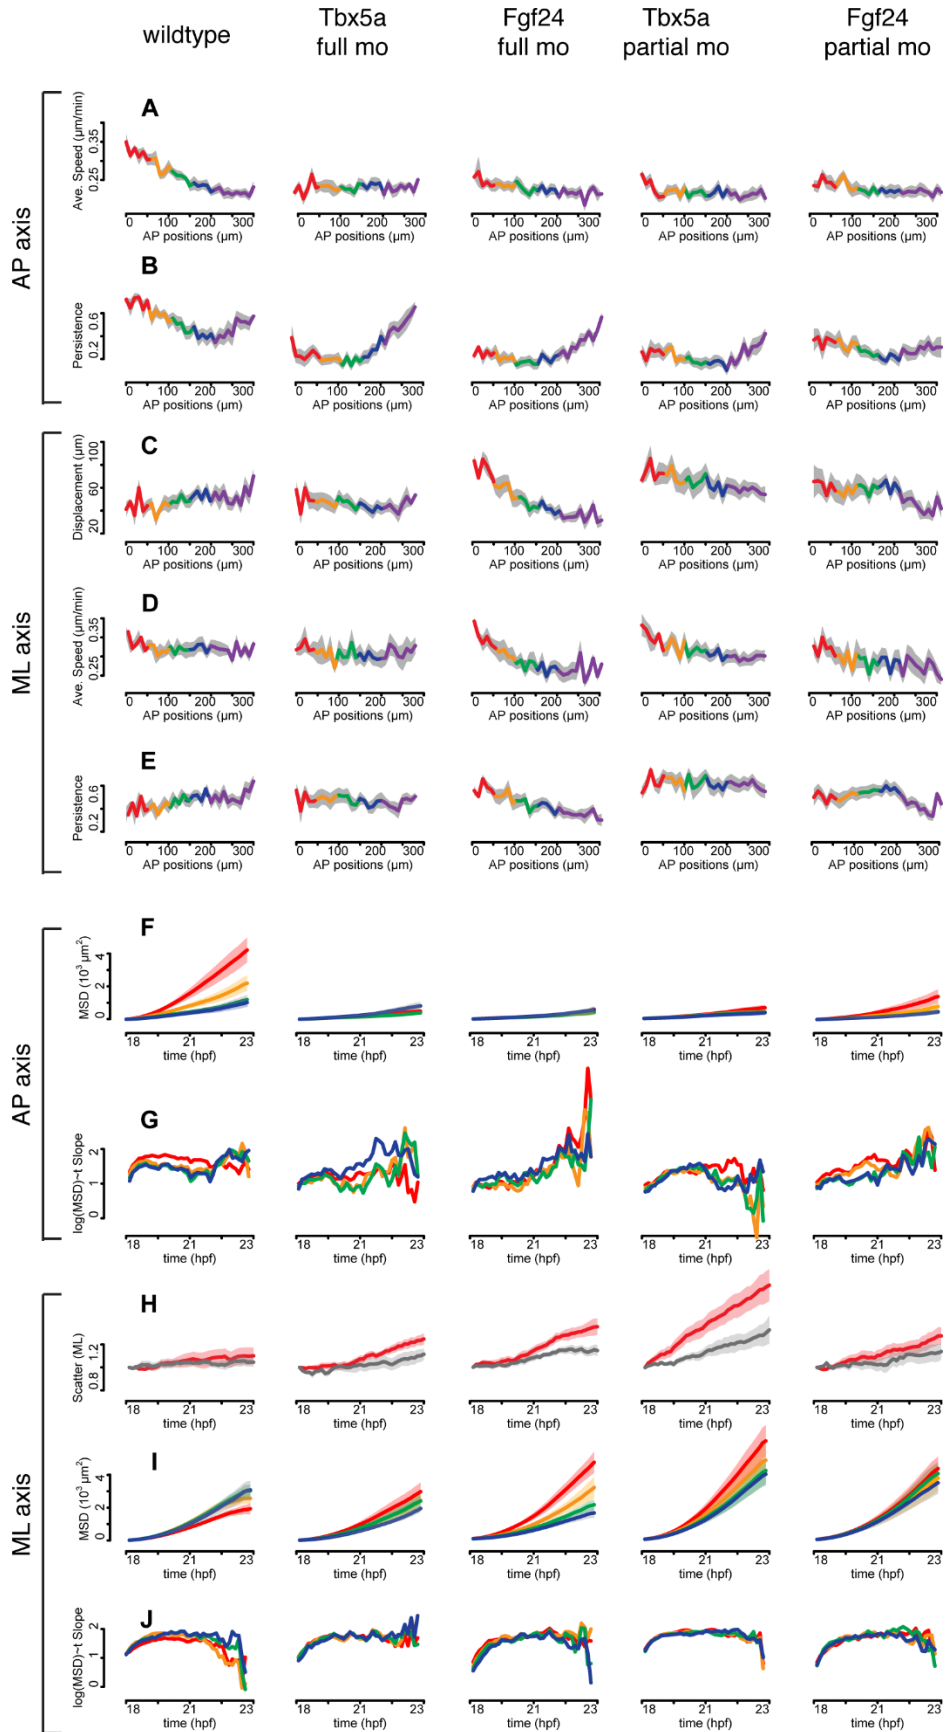 wildtype
Tbx5a
full mo
Fgf24
full mo
Tbx5a
partial mo
Fgf24
partial mo
AP axis
A
Ave. Speed (µm/min)
0.25 0.35
0 100 200 300
AP positions (µm)
0 100 200 300
AP positions (µm)
0 100 200 300
AP positions (µm)
0 100 200 300
AP positions (µm)
0 100 200 300
AP positions (µm)
B
Persistence
0.2 0.6
0 100 200 300
AP positions (µm)
0 100 200 300
AP positions (µm)
0 100 200 300
AP positions (µm)
0 100 200 300
AP positions (µm)
0 100 200 300
AP positions (µm)
ML axis
C
Displacement (µm)
20 60 100
0 100 200 300
AP positions (µm)
0 100 200 300
AP positions (µm)
0 100 200 300
AP positions (µm)
0 100 200 300
AP positions (µm)
0 100 200 300
AP positions (µm)
D
Ave. Speed (µm/min)
0.25 0.35
0 100 200 300
AP positions (µm)
0 100 200 300
AP positions (µm)
0 100 200 300
AP positions (µm)
0 100 200 300
AP positions (µm)
0 100 200 300
AP positions (µm)
E
Persistence
0.2 0.6
0 100 200 300
AP positions (µm)
0 100 200 300
AP positions (µm)
0 100 200 300
AP positions (µm)
0 100 200 300
AP positions (µm)
0 100 200 300
AP positions (µm)
AP axis
F
MSD (10³ µm²)
0 2 4
18 21 23
time (hpf)
18 21 23
time (hpf)
18 21 23
time (hpf)
18 21 23
time (hpf)
18 21 23
time (hpf)
G
log(MSD)~t Slope
0 1 2
18 21 23
time (hpf)
18 21 23
time (hpf)
18 21 23
time (hpf)
18 21 23
time (hpf)
18 21 23
time (hpf)
ML axis
H
Scatter (ML)
0.8 1.2
18 21 23
time (hpf)
18 21 23
time (hpf)
18 21 23
time (hpf)
18 21 23
time (hpf)
18 21 23
time (hpf)
I
MSD (10³ µm²)
0 2 4
18 21 23
time (hpf)
18 21 23
time (hpf)
18 21 23
time (hpf)
18 21 23
time (hpf)
18 21 23
time (hpf)
J
log(MSD)~t Slope
0 1 2
18 21 23
time (hpf)
18 21 23
time (hpf)
18 21 23
time (hpf)
18 21 23
time (hpf)
18 21 23
time (hpf)